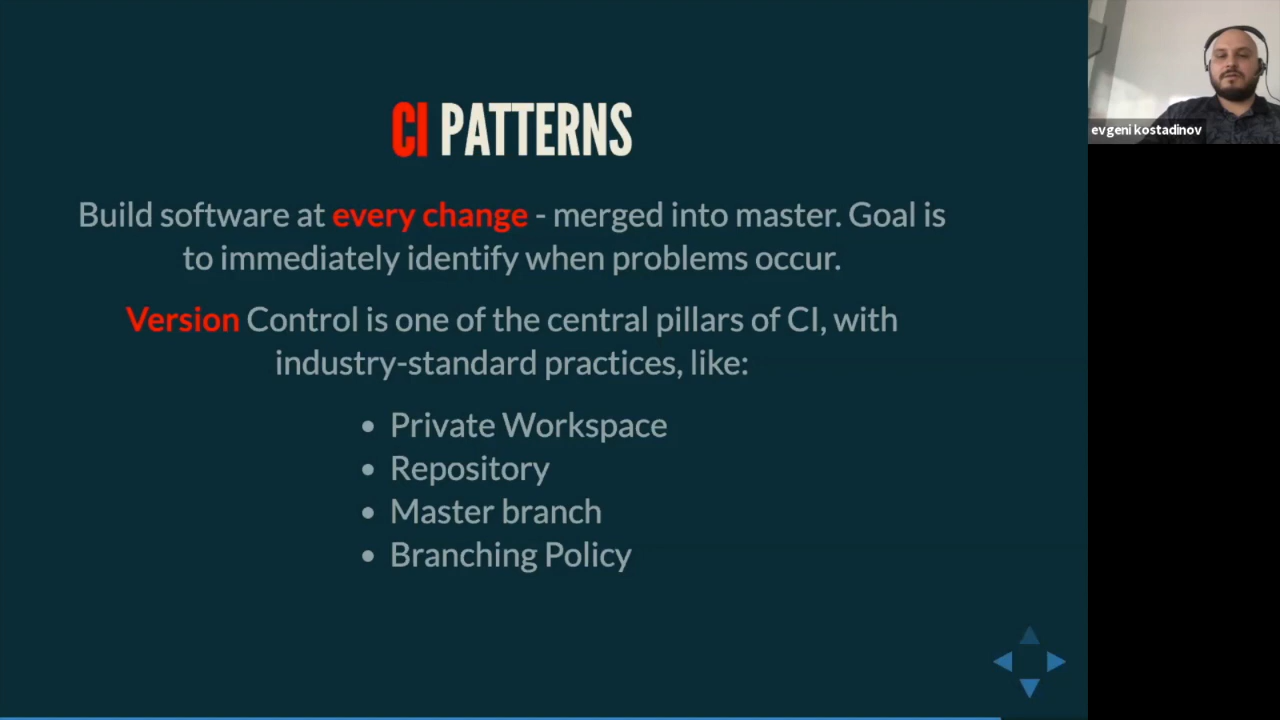 CI PATTERNS
Build software at every change - merged into master. Goal is
to immediately identify when problems occur.
Version Control is one of the central pillars of CI, with
industry-standard practices, like:
• Private Workspace
• Repository
• Master branch
• Branching Policy
evgeni kostadinov